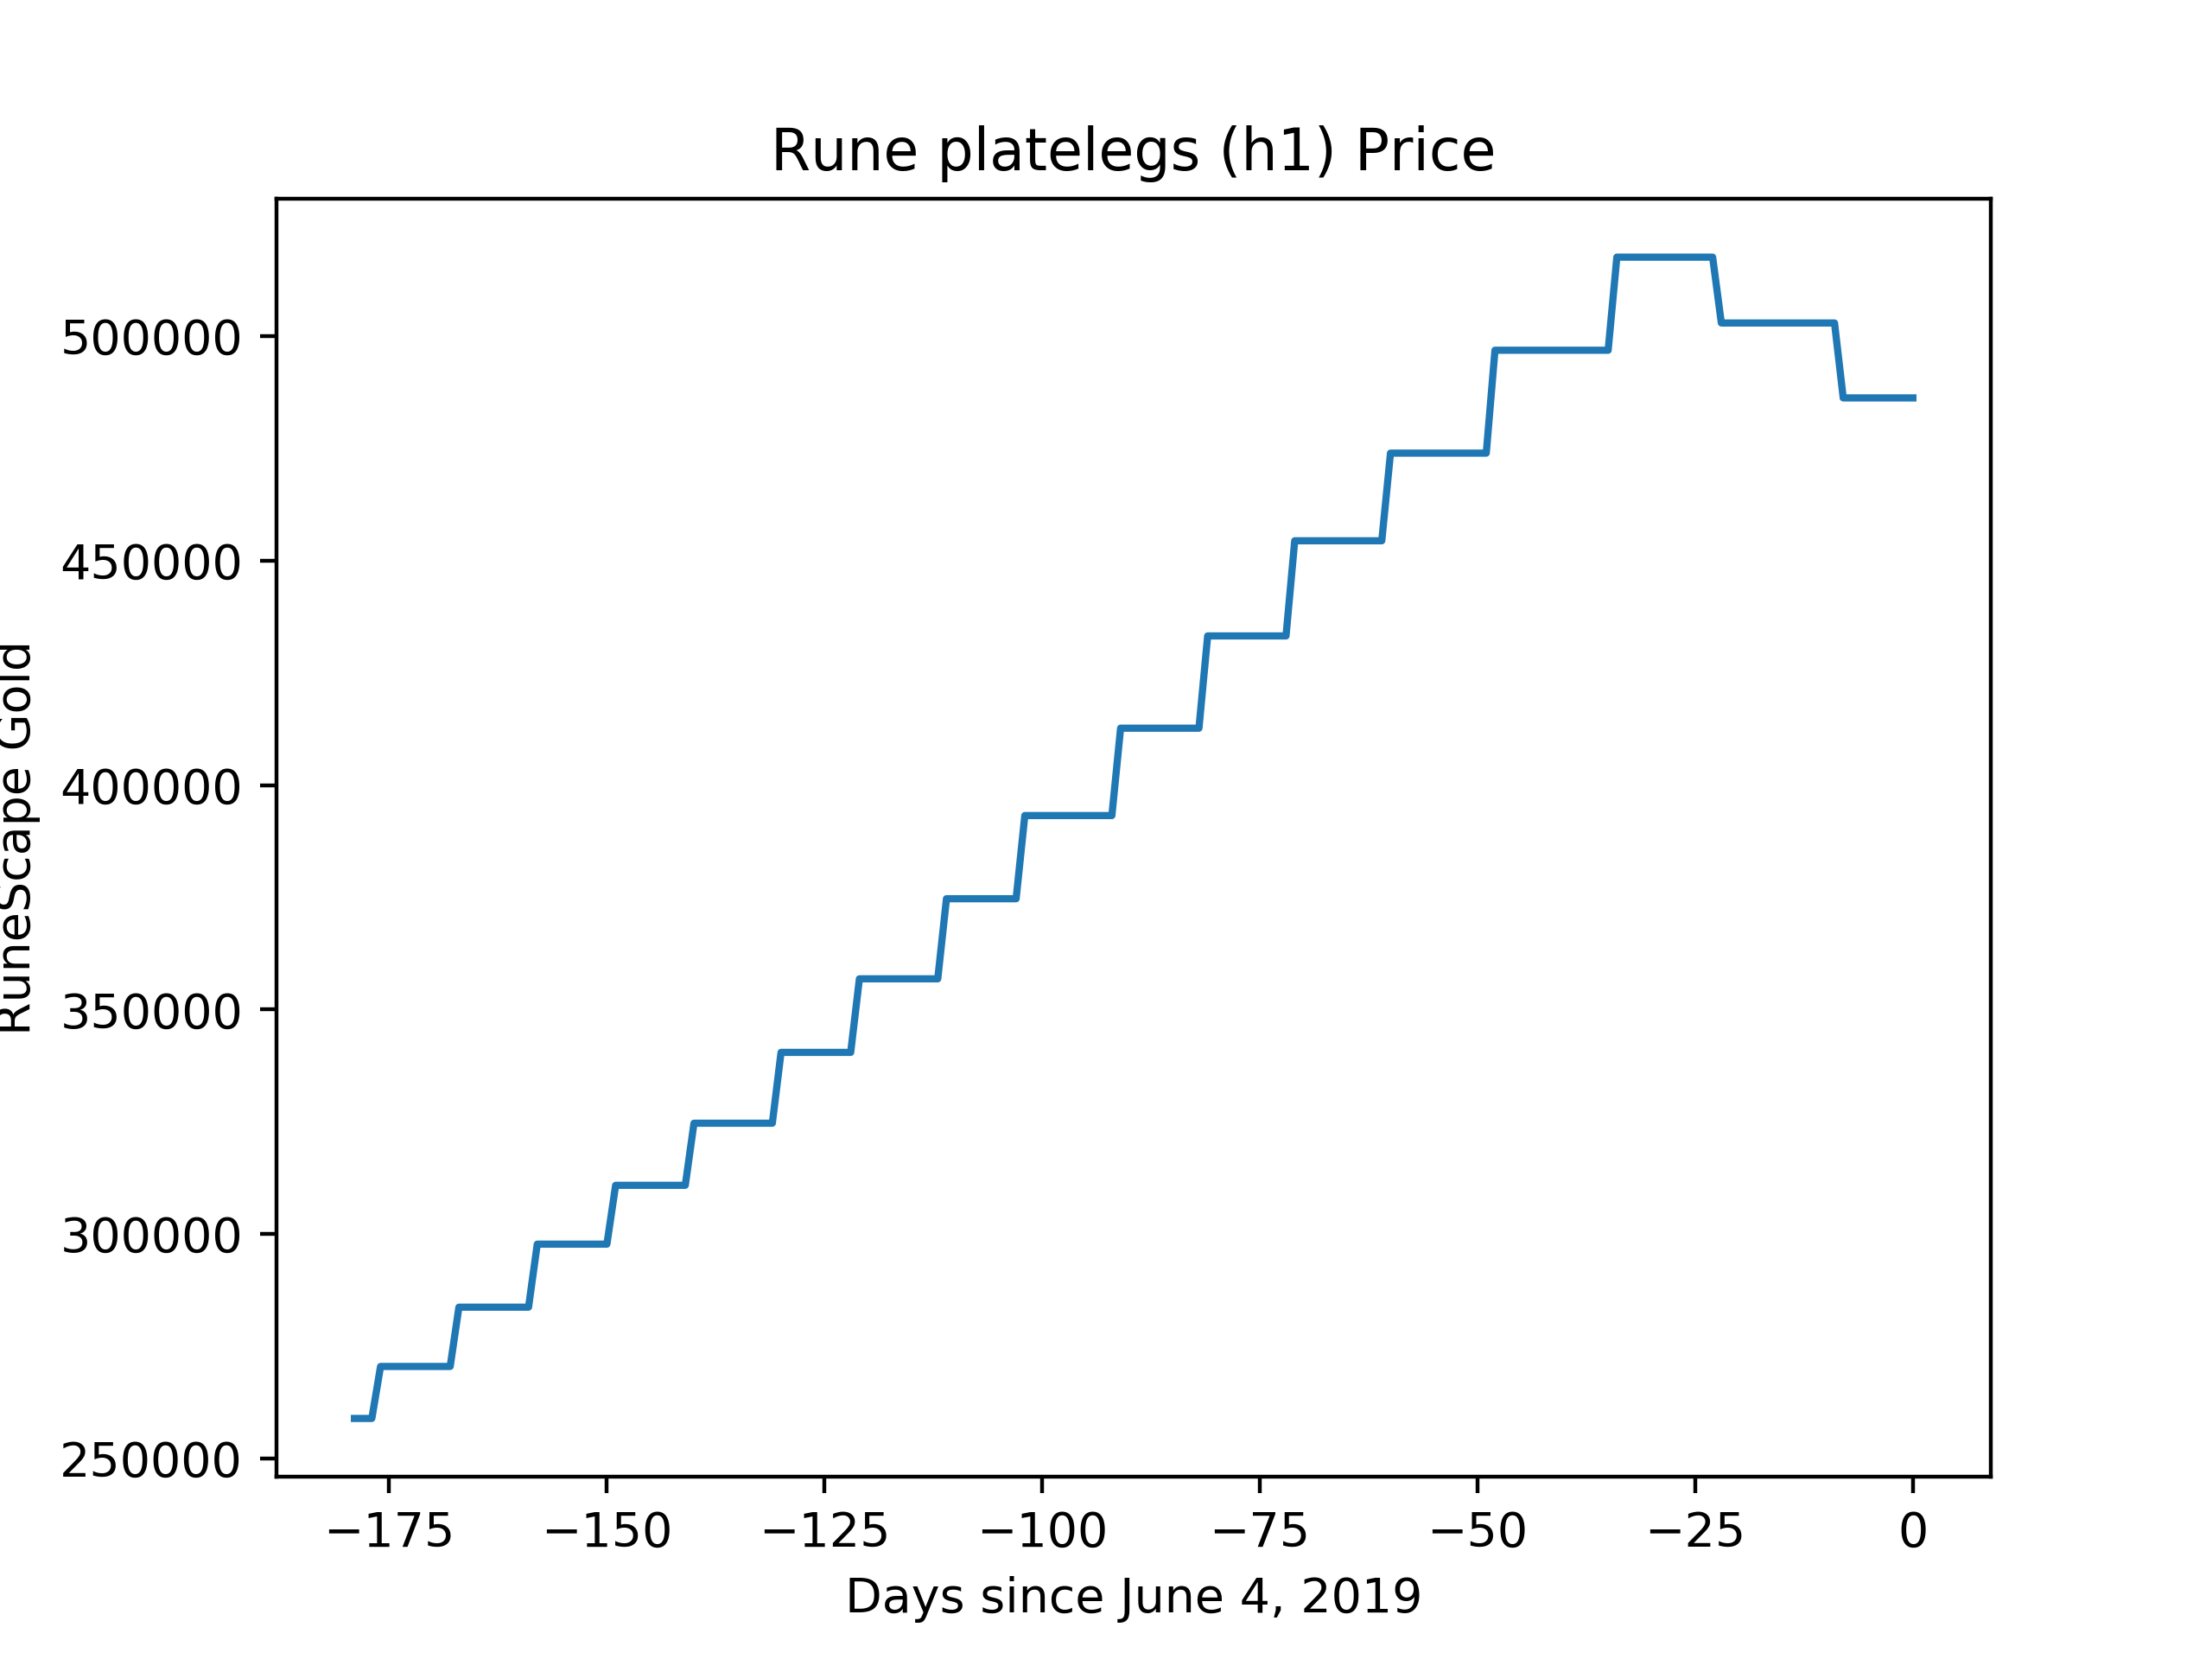 Rune platelegs (h1) Price
RuneScape Gold
500000
450000
400000
350000
300000
250000
−175 −150 −125 −100 −75 −50 −25 0
Days since June 4, 2019